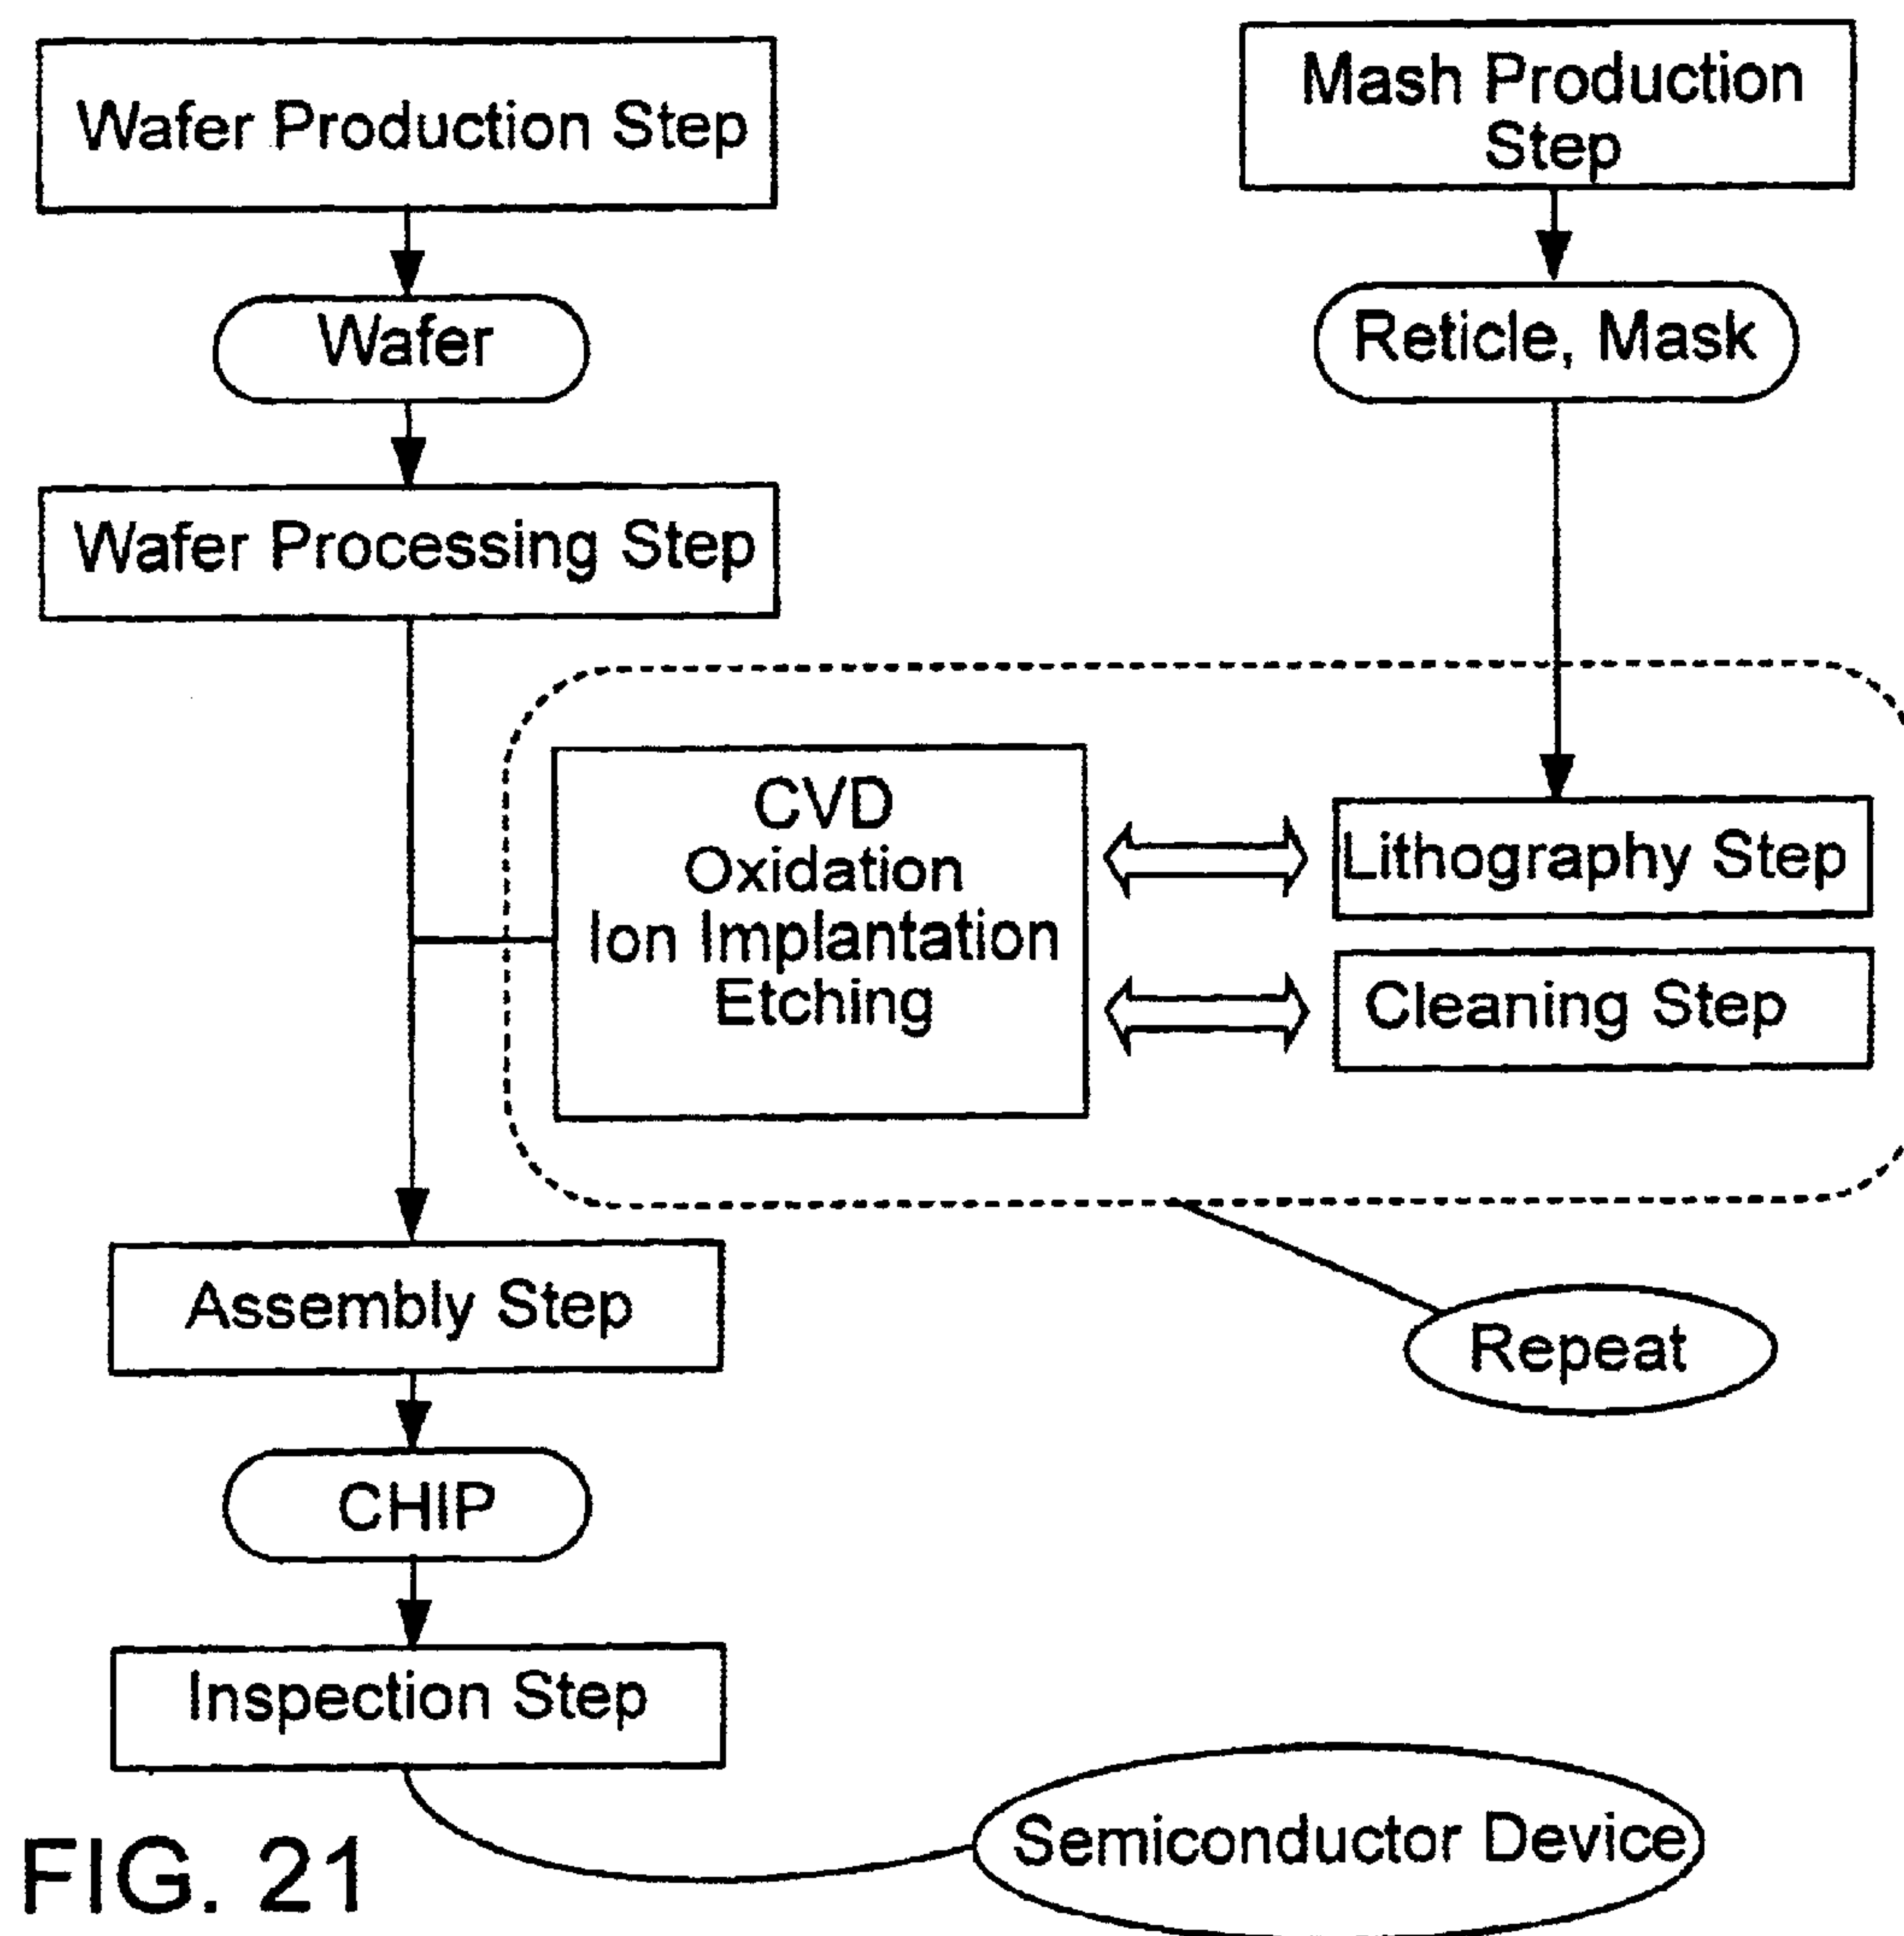 Wafer Production Step
Mash Production
Step
Wafer
Reticle, Mask
Wafer Processing Step
CVD
Oxidation
Ion Implantation
Etching
Lithography Step
Cleaning Step
Assembly Step
Repeat
CHIP
Inspection Step
Semiconductor Device
FIG. 21